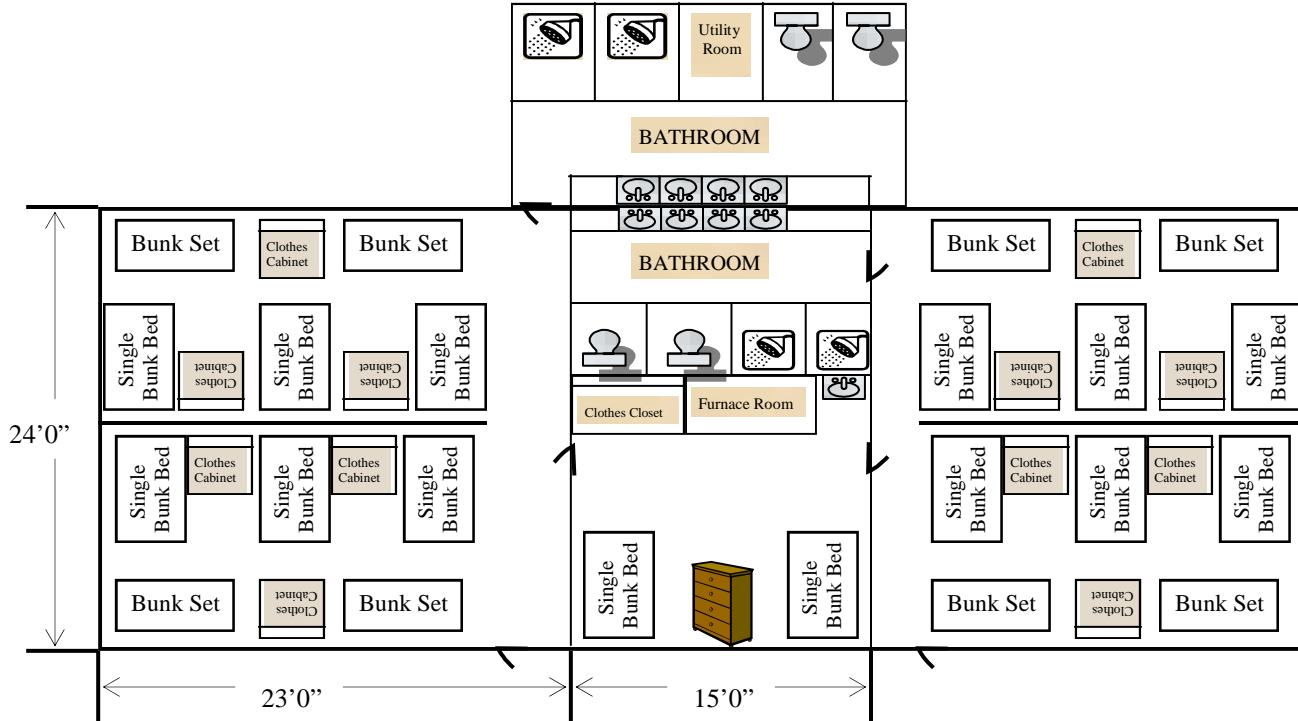 Utility
Room
BATHROOM
Bunk Set
Clothes
Cabinet
Bunk Set
BATHROOM
Bunk Set
Clothes
Cabinet
Bunk Set
Single
Bunk Bed
Clothes
Cabinet
Single
Bunk Bed
Clothes
Cabinet
Single
Bunk Bed
Single
Bunk Bed
Clothes
Cabinet
Single
Bunk Bed
Clothes
Cabinet
Single
Bunk Bed
Clothes Closet
Furnace Room
24’0”
Single
Bunk Bed
Clothes
Cabinet
Single
Bunk Bed
Clothes
Cabinet
Single
Bunk Bed
Single
Bunk Bed
Clothes
Cabinet
Single
Bunk Bed
Clothes
Cabinet
Single
Bunk Bed
Single
Bunk Bed
Single
Bunk Bed
Bunk Set
Clothes
Cabinet
Bunk Set
Bunk Set
Clothes
Cabinet
Bunk Set
23’0”
15’0”